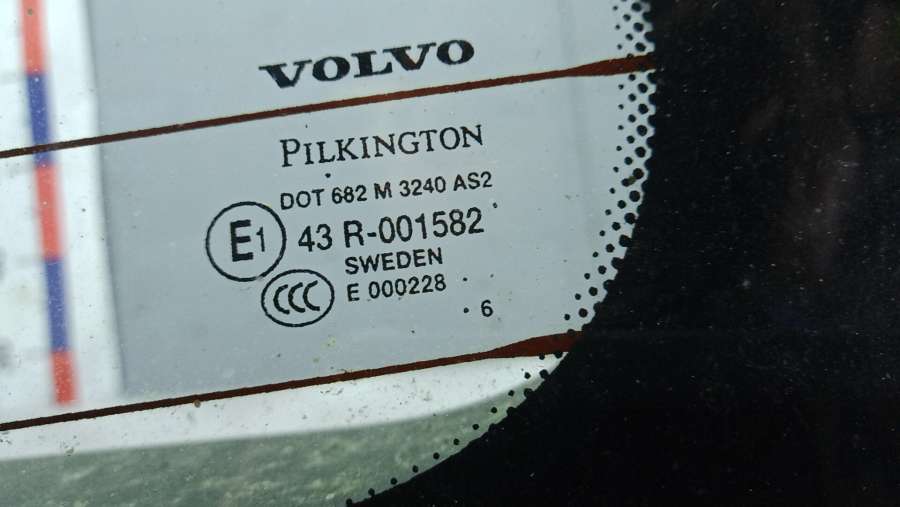 VOLVO
PILKINGTON
DOT 682 M 3240 AS2
E1 43 R-001582
SWEDEN
CCC E 000228
. 6